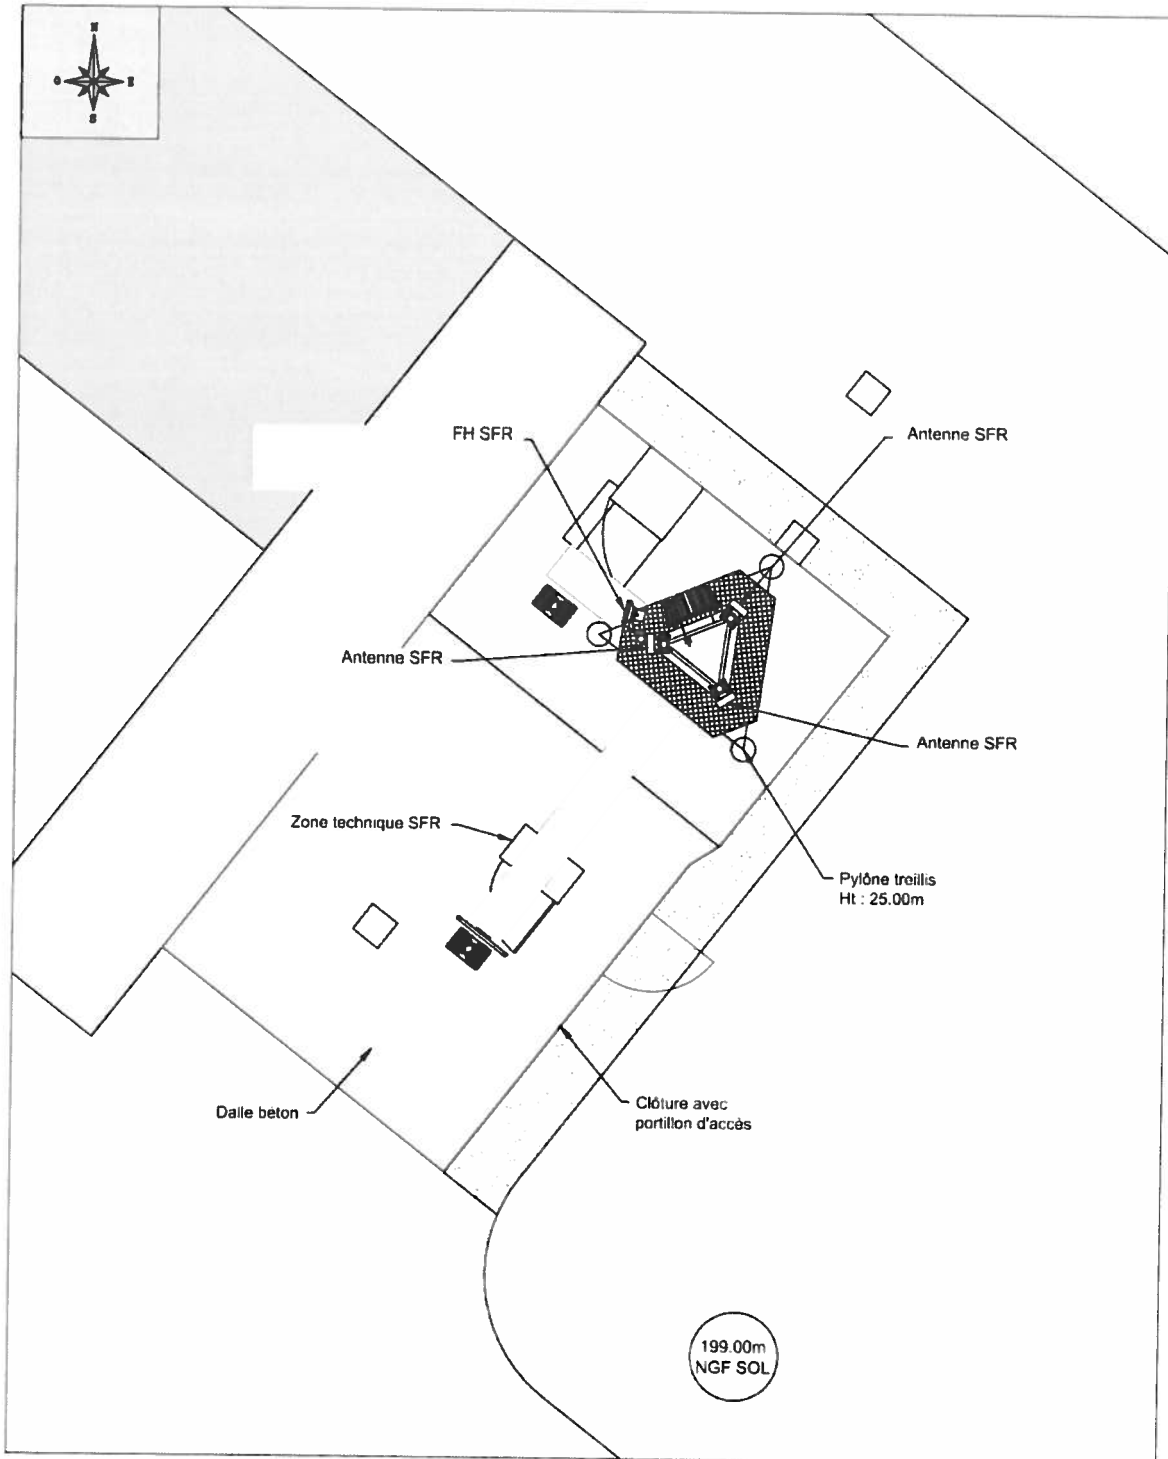 N
O E
S
FH SFR
Antenne SFR
Antenne SFR
Antenne SFR
Zone technique SFR
Pylône treillis
Ht : 25.00m
Dalle béton
Clôture avec
portillon d'accès
199.00m
NGF SOL